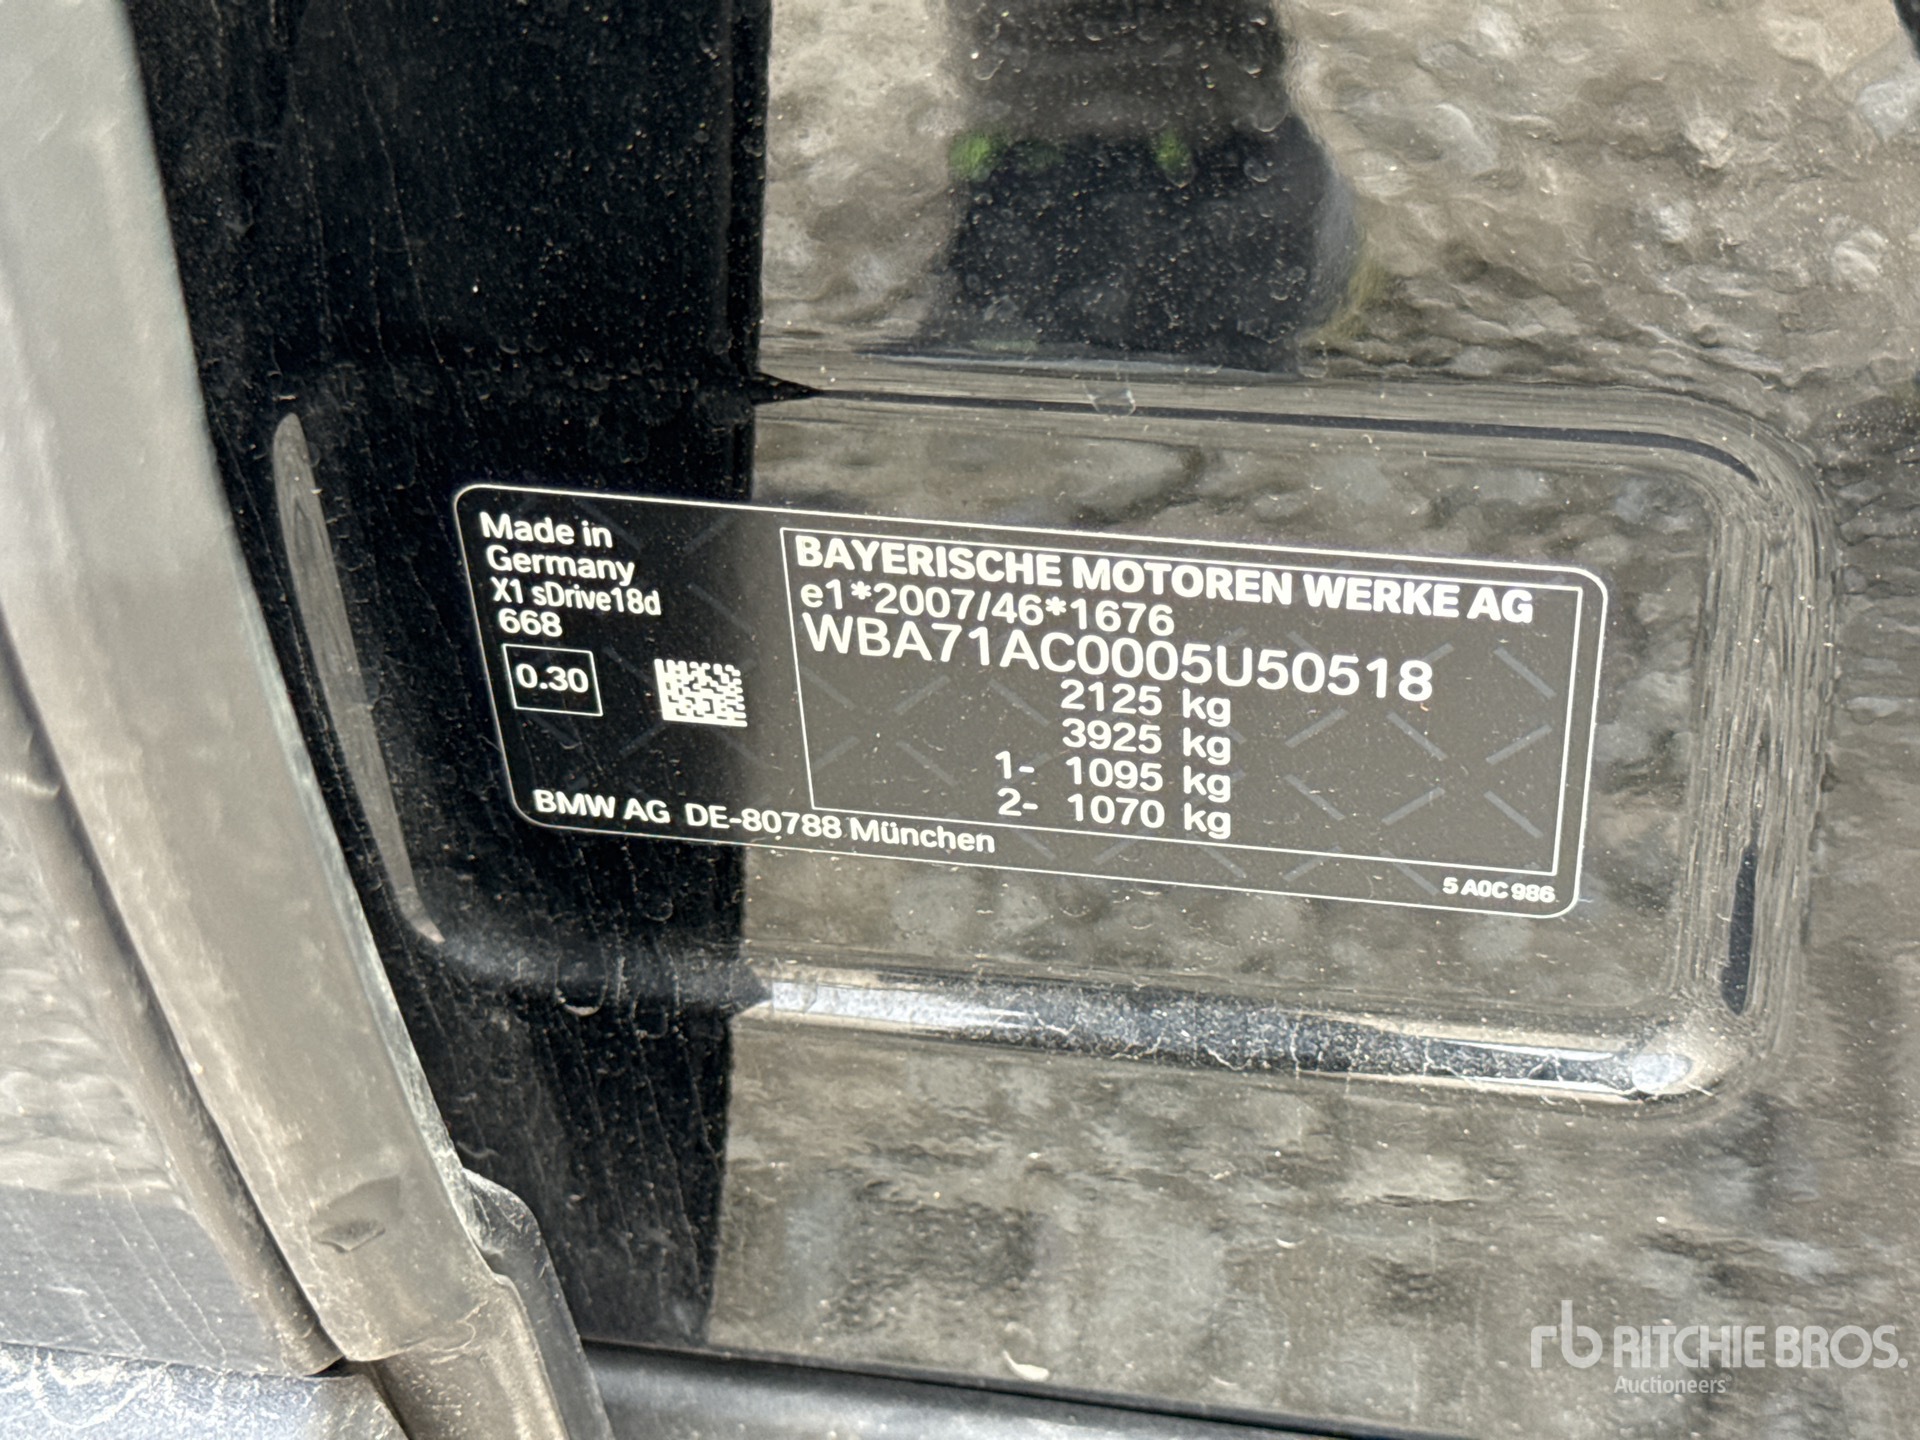 Made in
Germany
X1 sDrive18d
668
0.30
BAYERISCHE MOTOREN WERKE AG
e1*2007/46*1676
WBA71AC0005U50518
2125 kg
3925 kg
1- 1095 kg
2- 1070 kg
BMW AG DE-80788 München
5 A0C 986
rb RITCHIE BROS.
Auctioneers